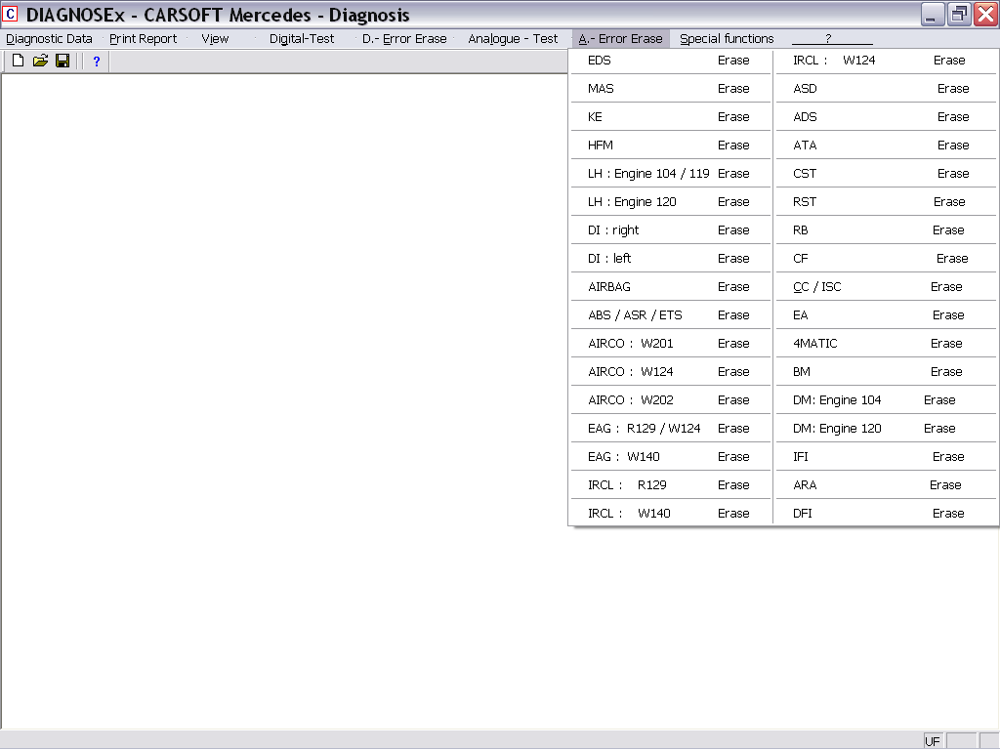 C DIAGNOSEx - CARSOFT Mercedes - Diagnosis
Diagnostic Data Print Report View Digital-Test D.- Error Erase Analogue - Test A.- Error Erase Special functions ?
?
EDS Erase
MAS Erase
KE Erase
HFM Erase
LH : Engine 104 / 119 Erase
LH : Engine 120 Erase
DI : right Erase
DI : left Erase
AIRBAG Erase
ABS / ASR / ETS Erase
AIRCO : W201 Erase
AIRCO : W124 Erase
AIRCO : W202 Erase
EAG : R129 / W124 Erase
EAG : W140 Erase
IRCL : R129 Erase
IRCL : W140 Erase
IRCL : W124 Erase
ASD Erase
ADS Erase
ATA Erase
CST Erase
RST Erase
RB Erase
CF Erase
CC / ISC Erase
EA Erase
4MATIC Erase
BM Erase
DM: Engine 104 Erase
DM: Engine 120 Erase
IFI Erase
ARA Erase
DFI Erase
UF